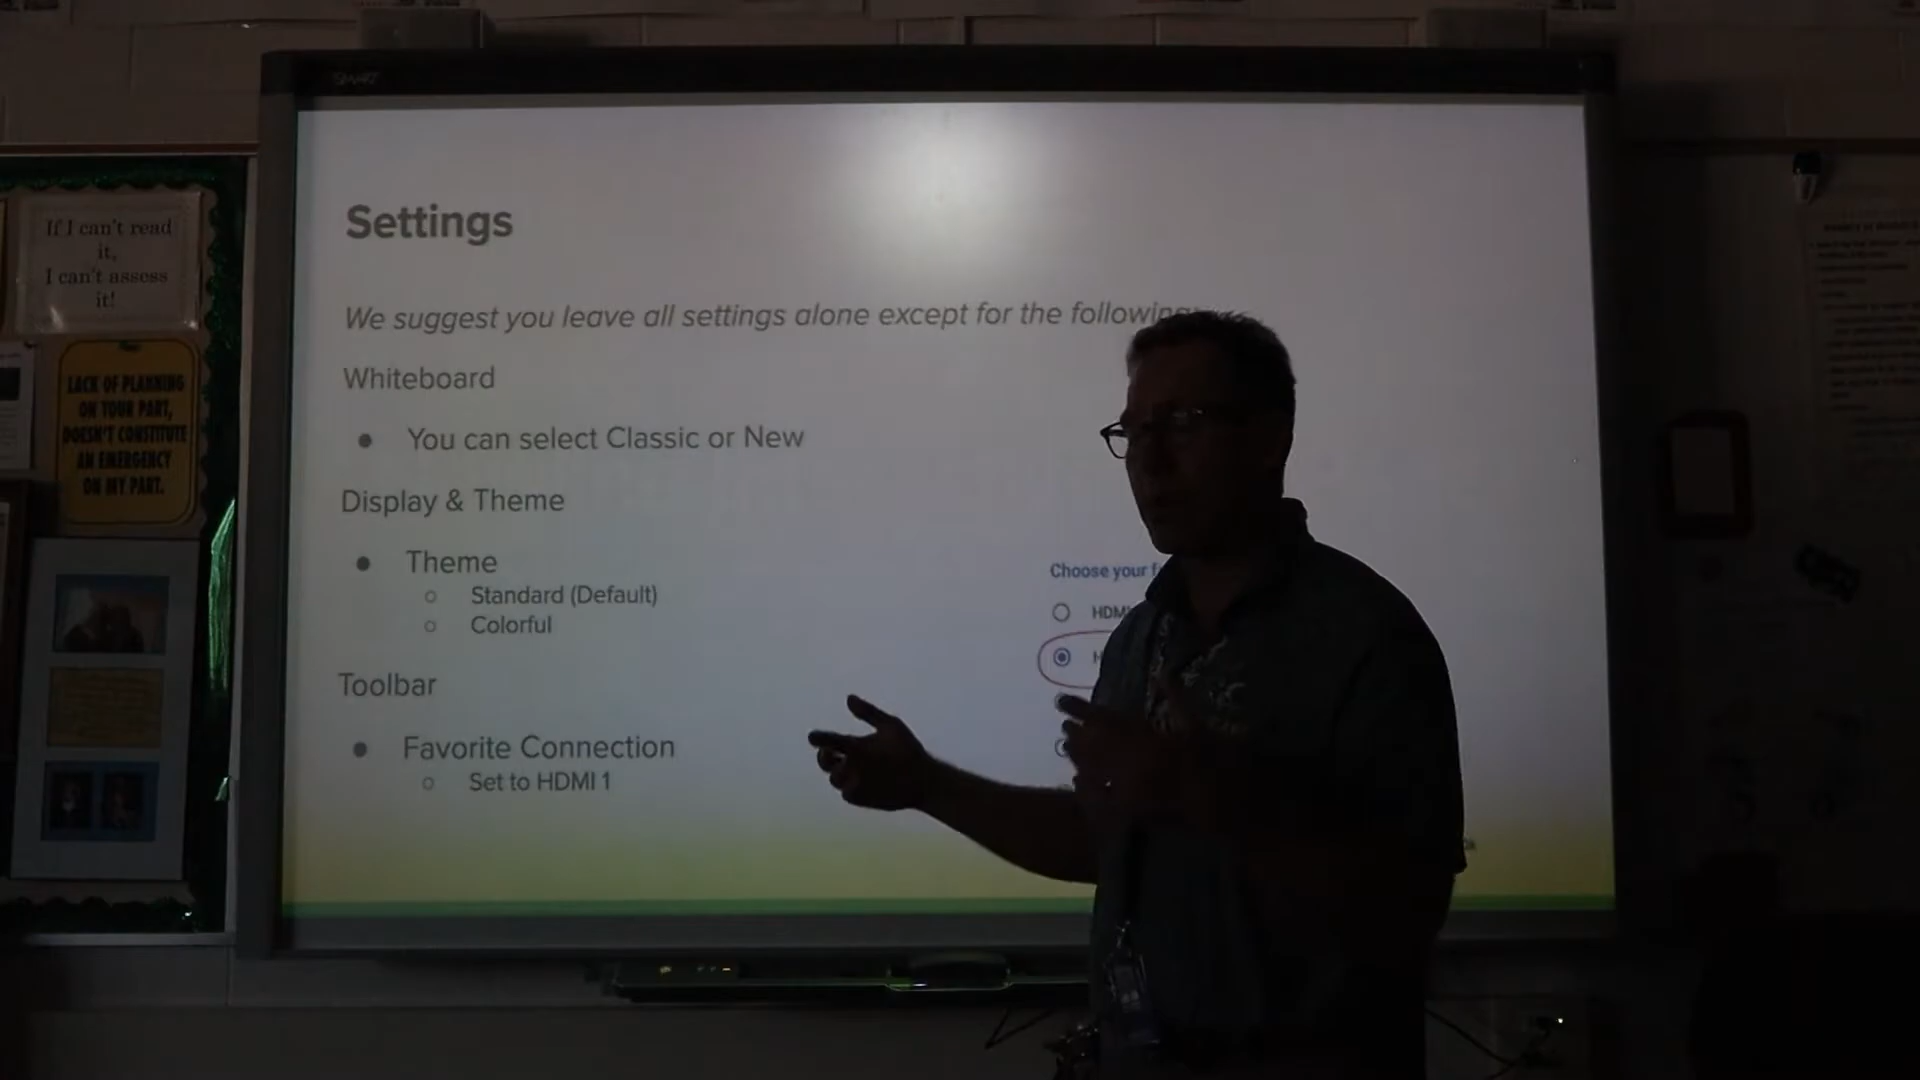 SMART
Settings
We suggest you leave all settings alone except for the following
Whiteboard
● You can select Classic or New
Display & Theme
● Theme
○ Standard (Default)
○ Colorful
Toolbar
● Favorite Connection
○ Set to HDMI 1
Choose your
HDMI
If I can't read
it,
I can't assess
it!
LACK OF PLANNING
ON YOUR PART,
DOESN'T CONSTITUTE
AN EMERGENCY
ON MY PART.